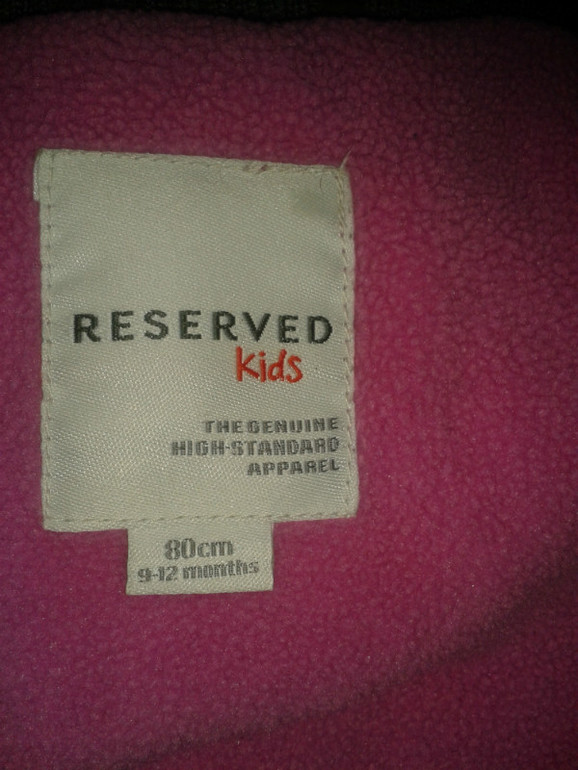 RESERVED
Kids
THE GENUINE
HIGH-STANDARD
APPAREL
80cm
9-12 months